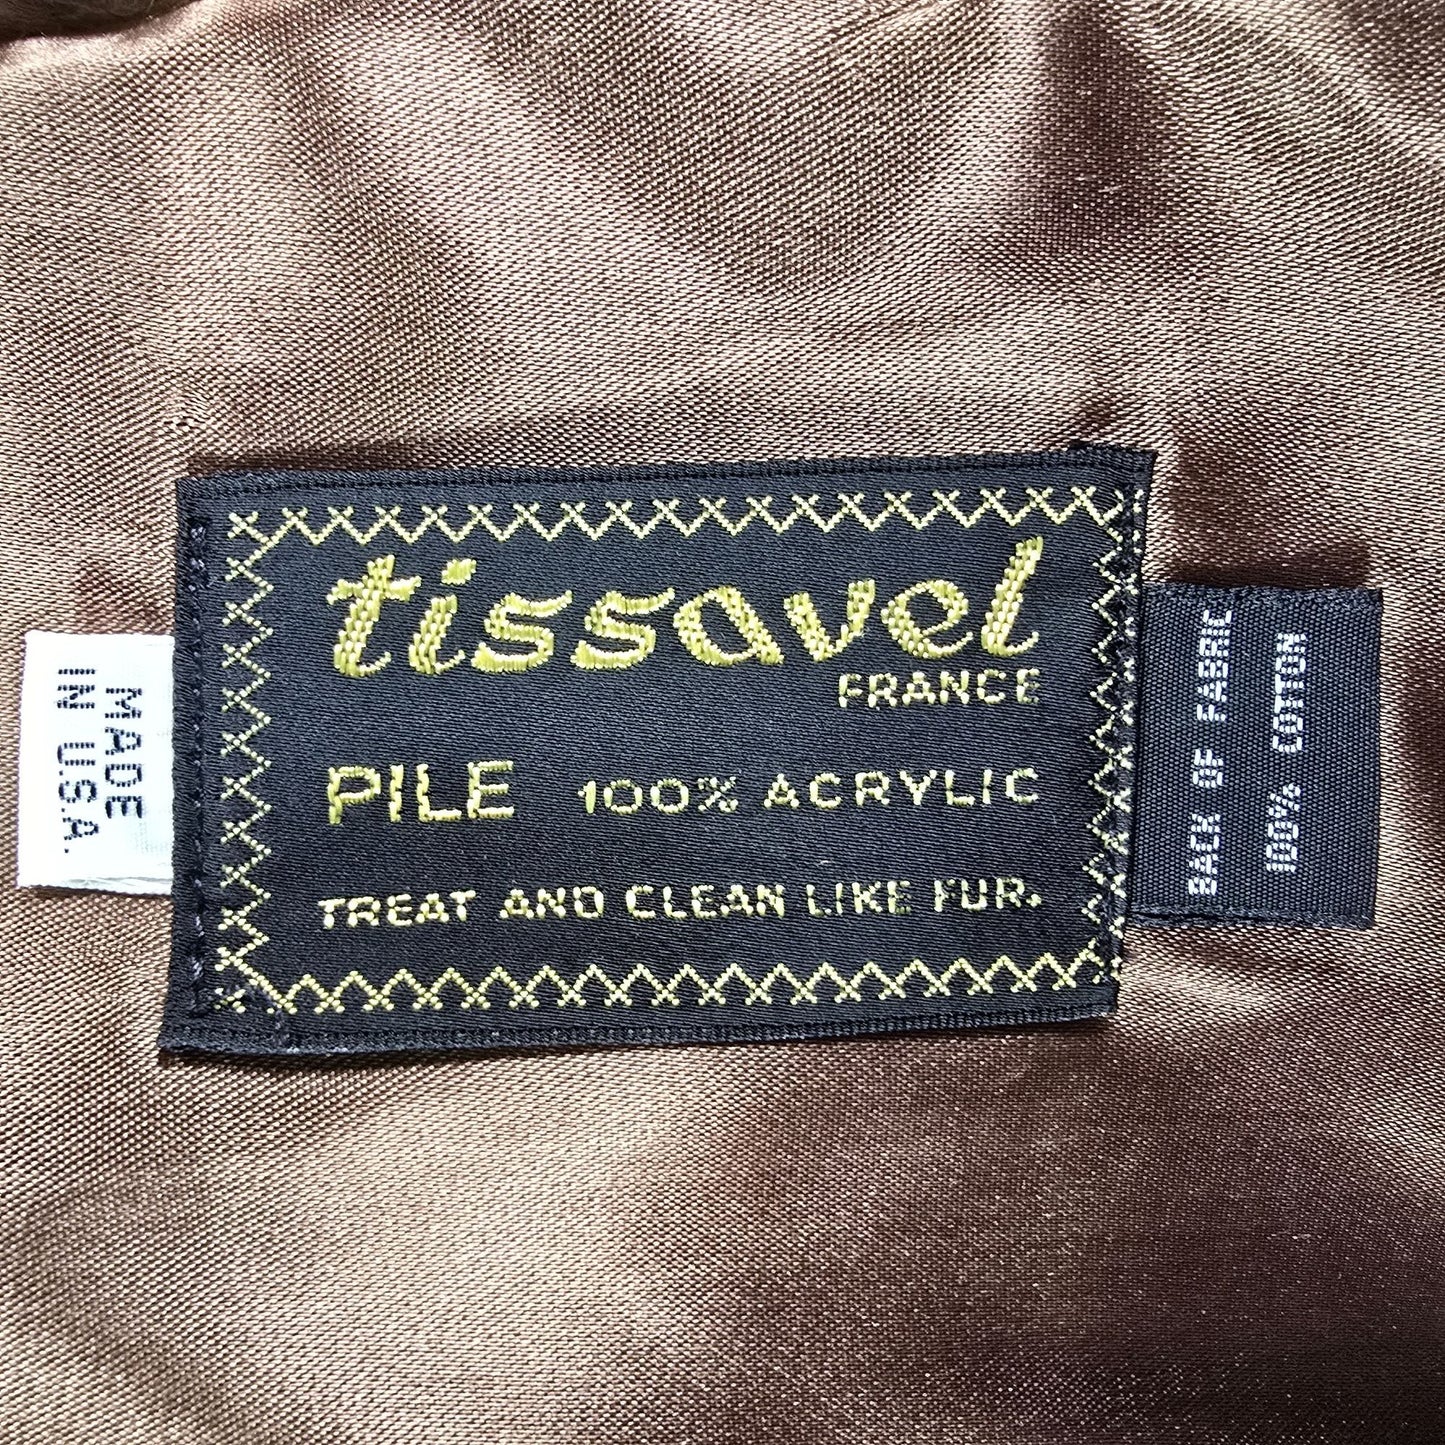 tissavel
FRANCE
PILE 100% ACRYLIC
TREAT AND CLEAN LIKE FUR.
MADE
IN U.S.A.
BACK OF FABRIC
100% COTTON